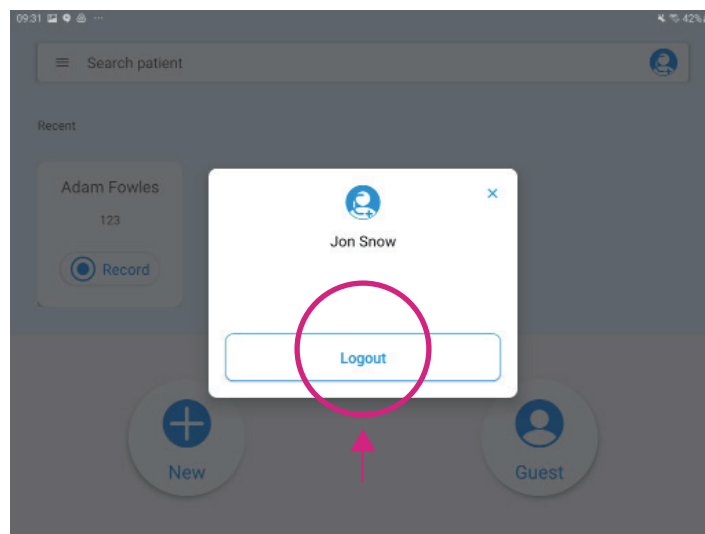 09:31 42%
Search patient
Recent
Adam Fowles
123
Record
×
Jon Snow
Logout
New
Guest